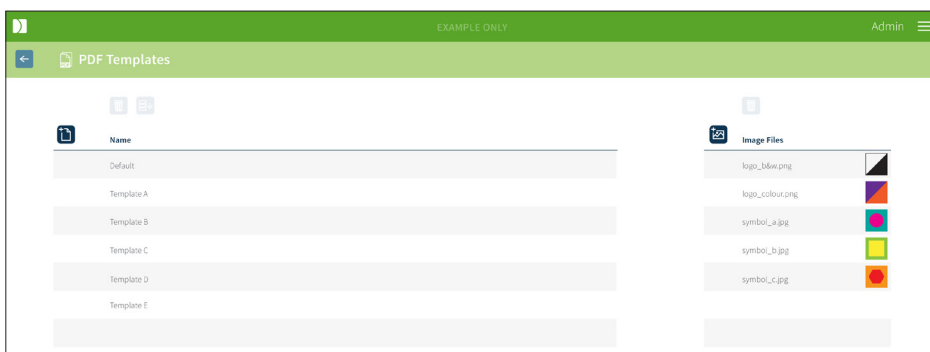 EXAMPLE ONLY
Admin
PDF Templates
Name
Default
Template A
Template B
Template C
Template D
Template E
Image Files
logo_b&w.png
logo_colour.png
symbol_a.jpg
symbol_b.jpg
symbol_c.jpg